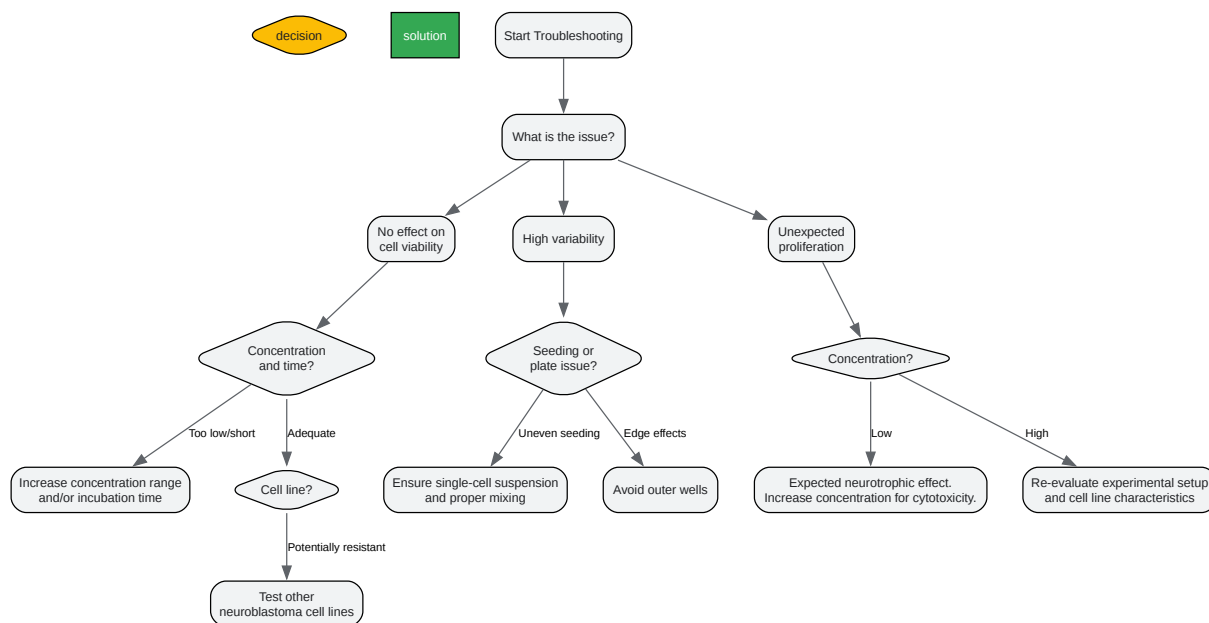 decision
solution
Start Troubleshooting
What is the issue?
No effect on
cell viability
High variability
Unexpected
proliferation
Concentration
and time?
Seeding or
plate issue?
Concentration?
Too low/short
Adequate
Uneven seeding
Edge effects
Low
High
Increase concentration range
and/or incubation time
Cell line?
Ensure single-cell suspension
and proper mixing
Avoid outer wells
Expected neurotrophic effect.
Increase concentration for cytotoxicity.
Re-evaluate experimental setup
and cell line characteristics
Potentially resistant
Test other
neuroblastoma cell lines